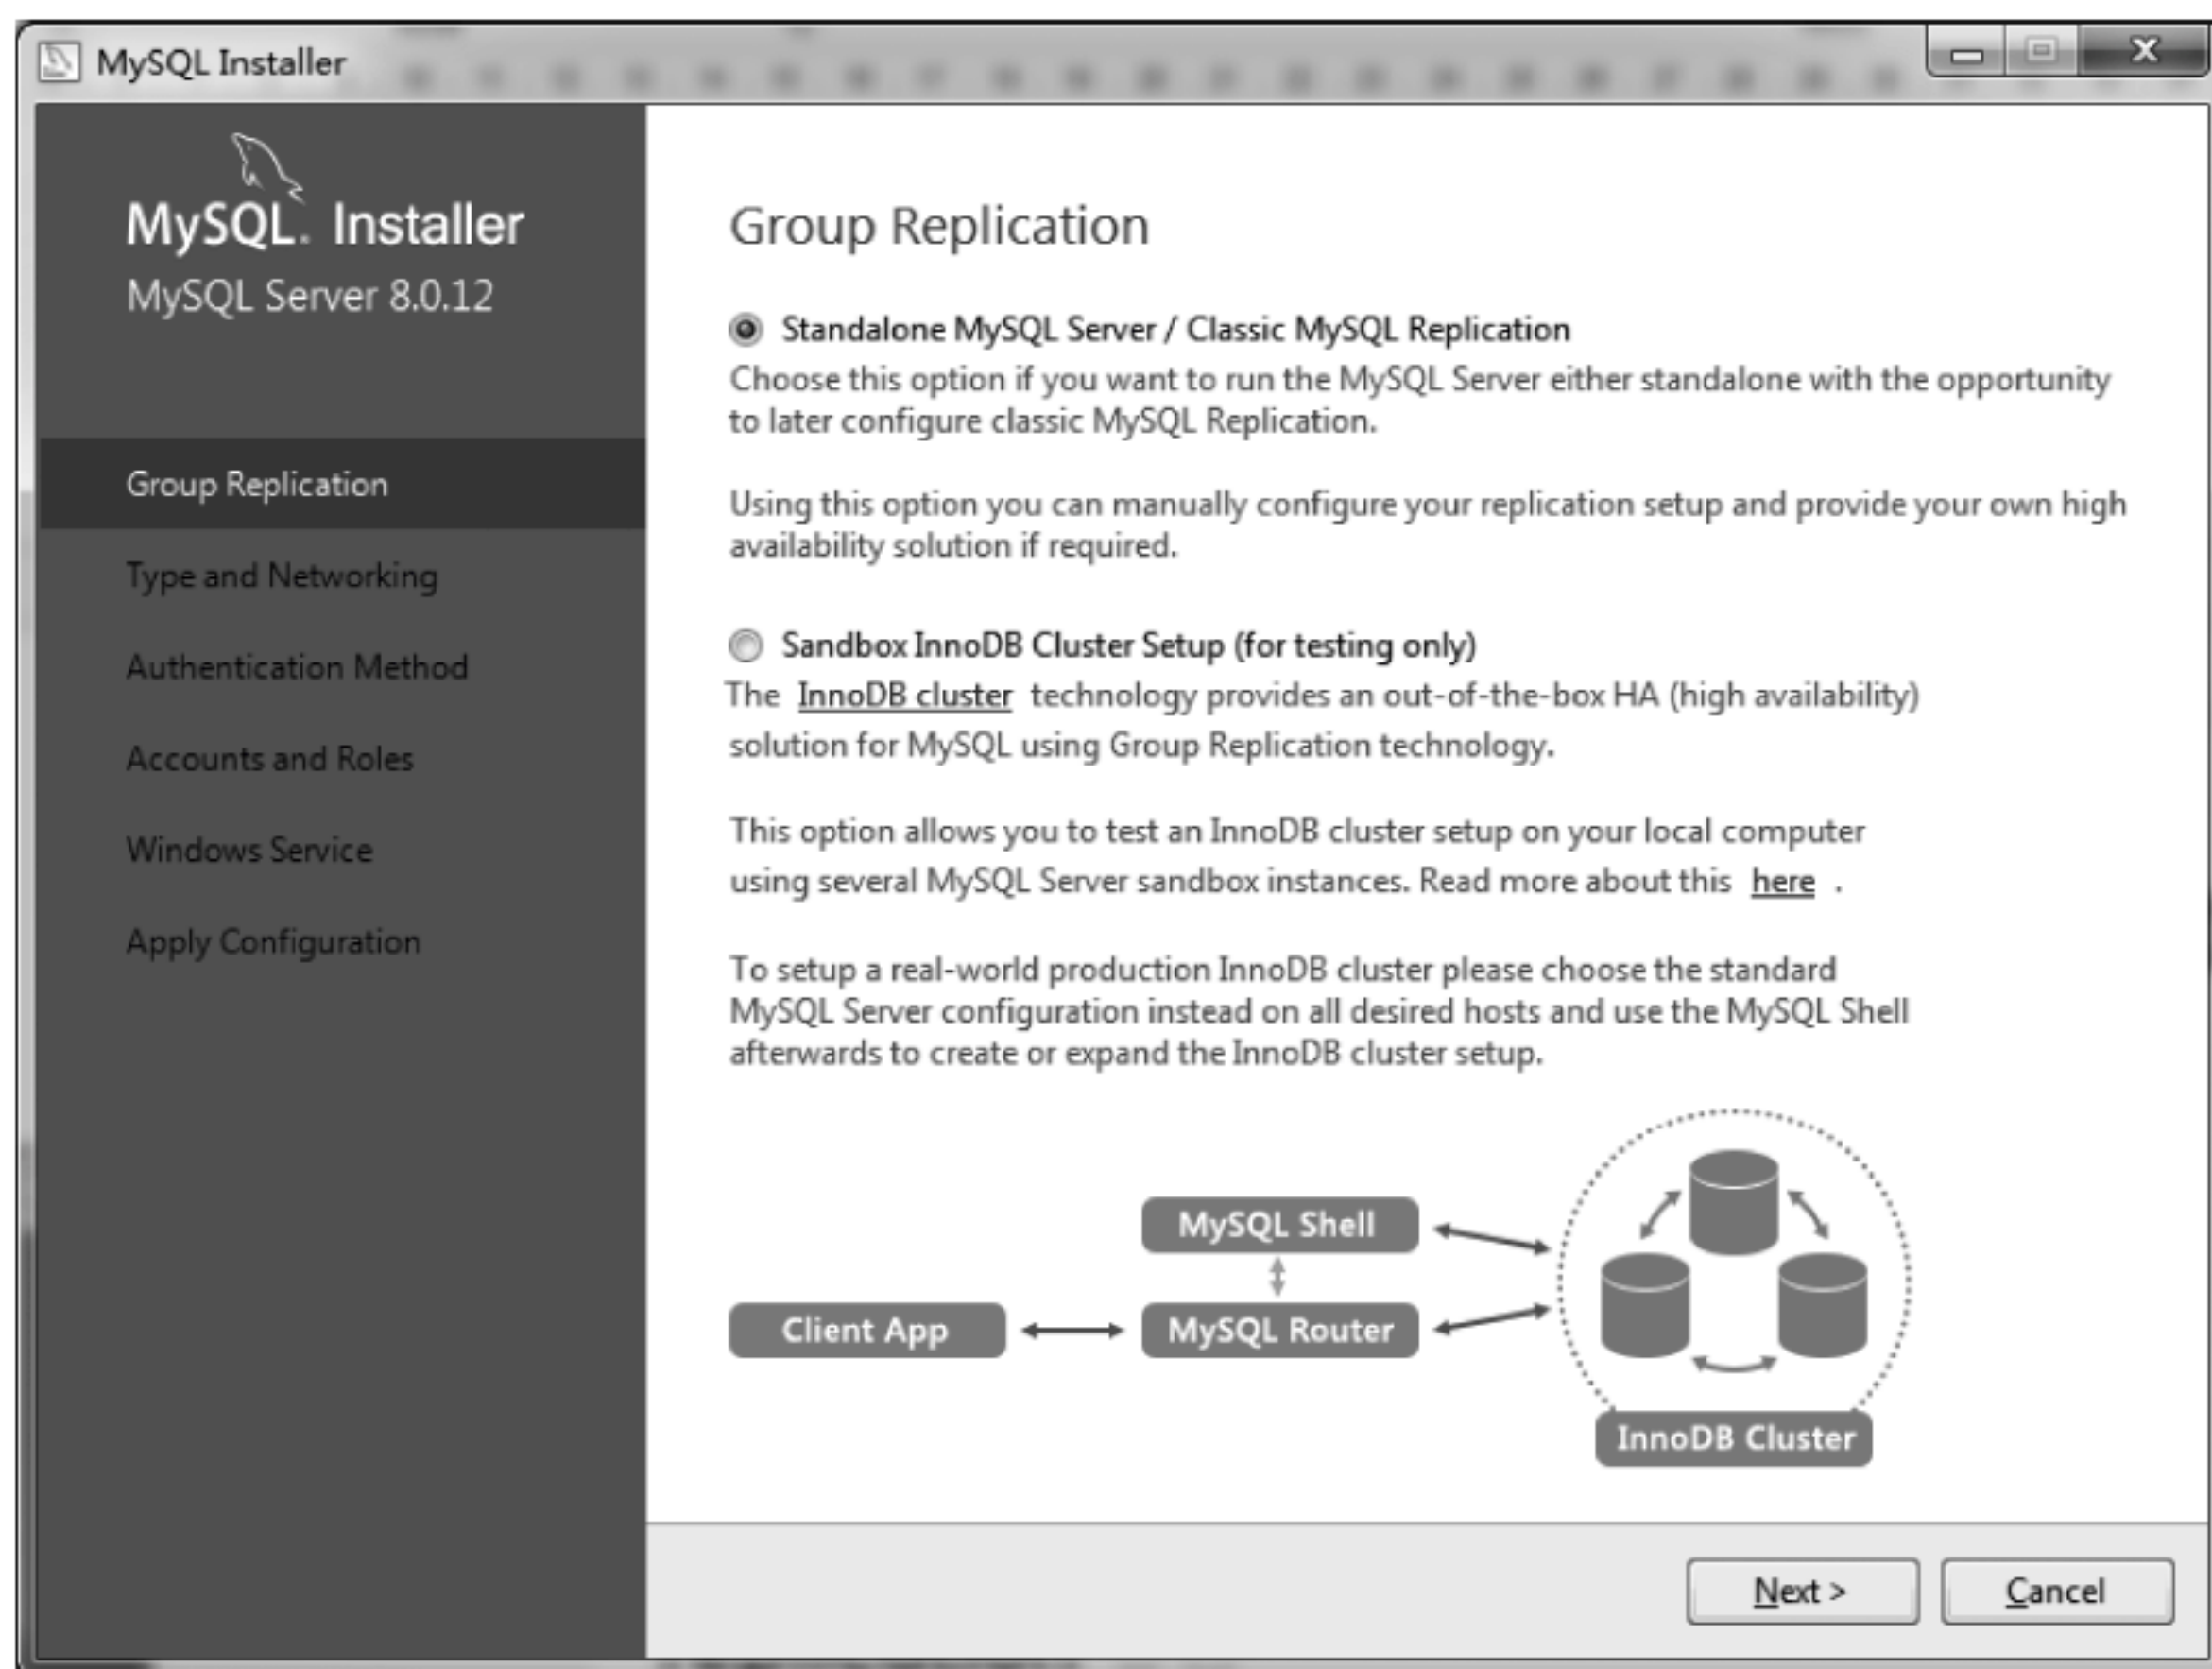 MySQL Installer
MySQL. Installer
MySQL Server 8.0.12
Group Replication
Type and Networking
Authentication Method
Accounts and Roles
Windows Service
Apply Configuration
Group Replication
Standalone MySQL Server / Classic MySQL Replication
Choose this option if you want to run the MySQL Server either standalone with the opportunity
to later configure classic MySQL Replication.
Using this option you can manually configure your replication setup and provide your own high
availability solution if required.
Sandbox InnoDB Cluster Setup (for testing only)
The InnoDB cluster technology provides an out-of-the-box HA (high availability)
solution for MySQL using Group Replication technology.
This option allows you to test an InnoDB cluster setup on your local computer
using several MySQL Server sandbox instances. Read more about this here .
To setup a real-world production InnoDB cluster please choose the standard
MySQL Server configuration instead on all desired hosts and use the MySQL Shell
afterwards to create or expand the InnoDB cluster setup.
MySQL Shell
Client App
MySQL Router
InnoDB Cluster
Next >
Cancel